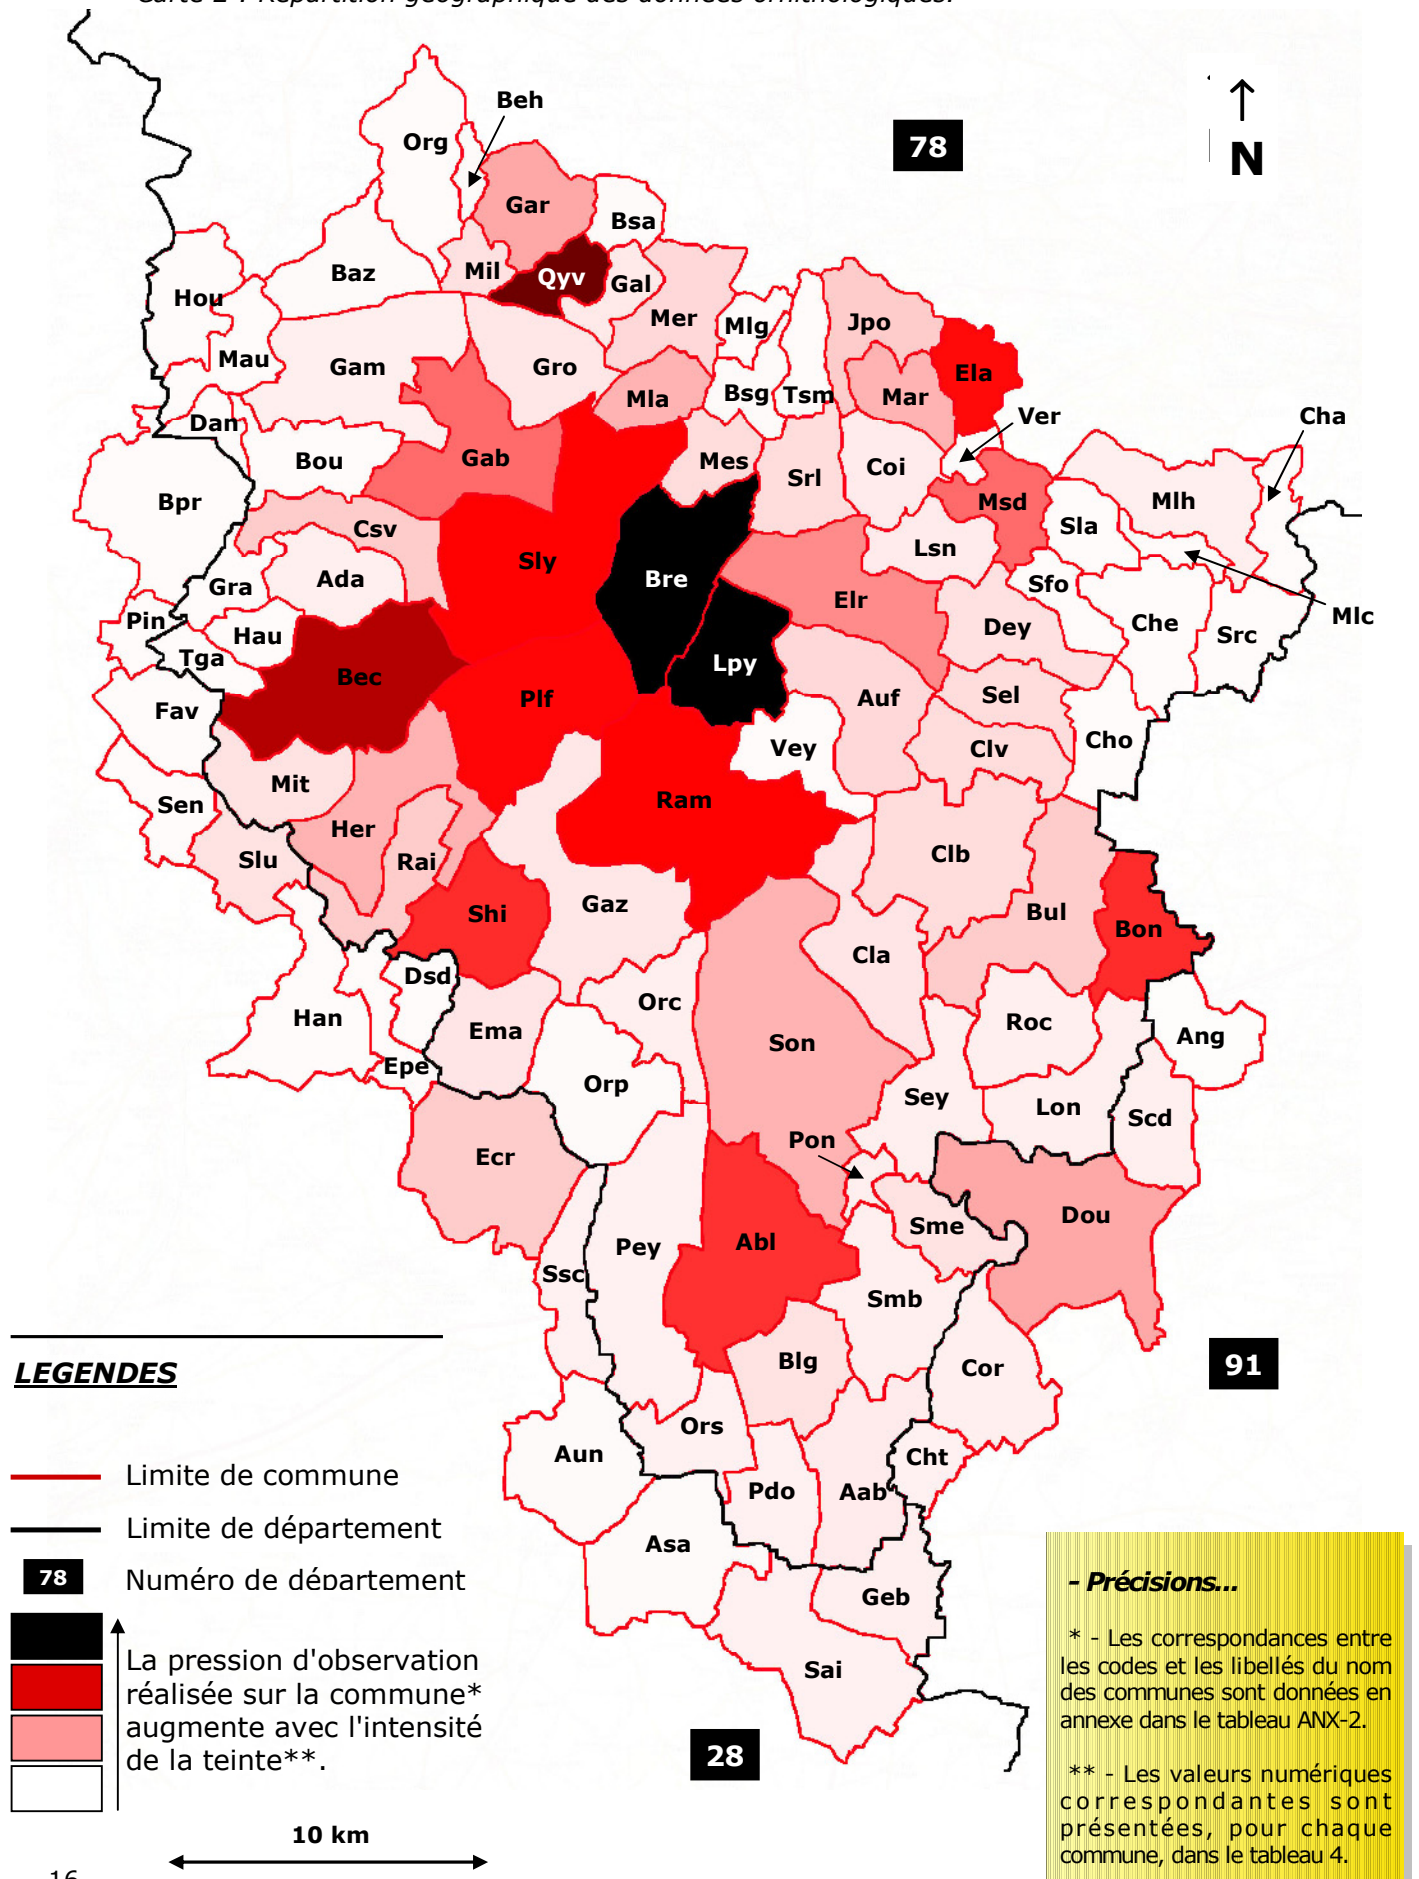 Carte 2 : Répartition géographique des données ornithologiques.
Beh
Org
78
N
Gar
Bsa
Baz
Mil
Qyv
Gal
Hou
Mer
Mlg
Jpo
Mau
Gam
Gro
Ela
Mla
Bsg
Tsm
Mar
Ver
Cha
Dan
Bou
Gab
Mes
Srl
Coi
Bpr
Msd
Mlh
Csv
Sla
Sly
Lsn
Gra
Ada
Bre
Elr
Sfo
Mlc
Pin
Hau
Dey
Che
Src
Tga
Bec
Lpy
Plf
Auf
Sel
Fav
Vey
Clv
Cho
Mit
Sen
Ram
Her
Slu
Rai
Clb
Shi
Gaz
Bul
Bon
Cla
Dsd
Orc
Han
Ema
Son
Roc
Ang
Epe
Orp
Sey
Lon
Scd
Ecr
Pon
Pey
Abl
Sme
Dou
Ssc
Smb
LEGENDES
Blg
Cor
91
Ors
Aun
Cht
Limite de commune
Pdo
Aab
Limite de département
Asa
78
Numéro de département
Geb
Sai
La pression d'observation
réalisée sur la commune*
augmente avec l'intensité
de la teinte**.
28
10 km
- Précisions...
* - Les correspondances entre
les codes et les libellés du nom
des communes sont données en
annexe dans le tableau ANX-2.
** - Les valeurs numériques
correspondantes sont
présentées, pour chaque
commune, dans le tableau 4.
16